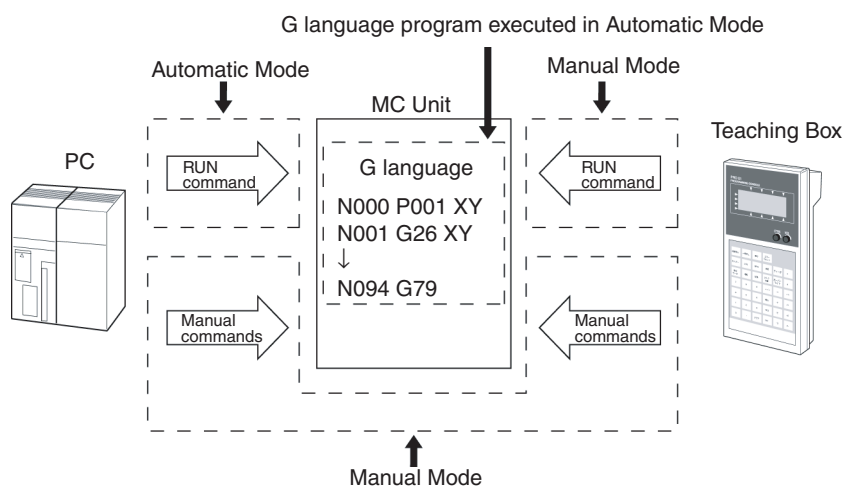 G language program executed in Automatic Mode
Automatic Mode
Manual Mode
MC Unit
Teaching Box
PC
RUN
command
G language
RUN
command
N000 P001 XY
N001 G26 XY
↓
N094 G79
Manual
commands
Manual
commands
Manual Mode